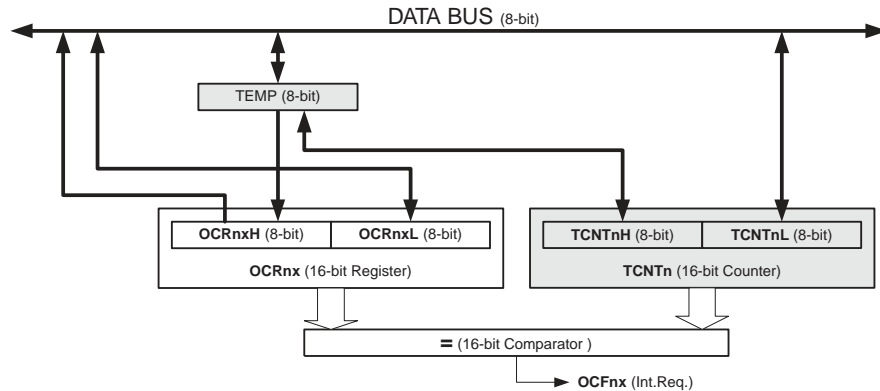 DATA BUS (8-bit)
TEMP (8-bit)
OCRnxH (8-bit)
OCRnxL (8-bit)
OCRnx (16-bit Register)
TCNTnH (8-bit)
TCNTnL (8-bit)
TCNTn (16-bit Counter)
= (16-bit Comparator )
OCFnx (Int.Req.)